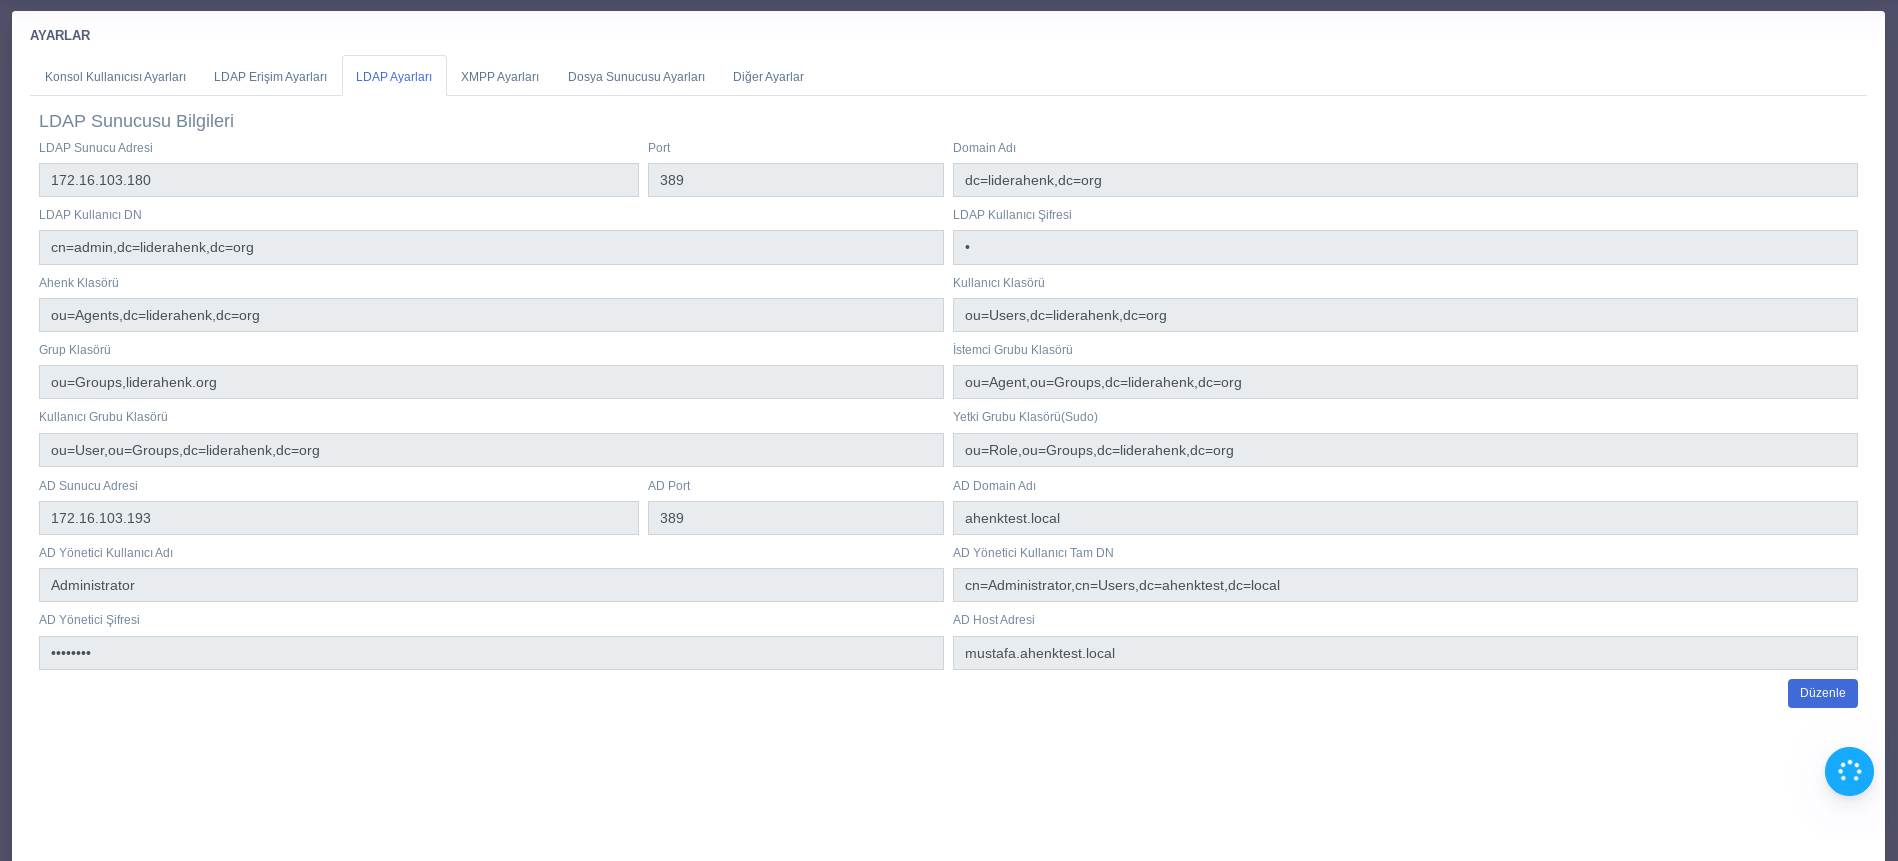 AYARLAR
Konsol Kullanıcısı Ayarları LDAP Erişim Ayarları LDAP Ayarları XMPP Ayarları Dosya Sunucusu Ayarları Diğer Ayarlar
LDAP Sunucusu Bilgileri
LDAP Sunucu Adresi Port Domain Adı
172.16.103.180 389 dc=liderahenk,dc=org
LDAP Kullanıcı DN LDAP Kullanıcı Şifresi
cn=admin,dc=liderahenk,dc=org •
Ahenk Klasörü Kullanıcı Klasörü
ou=Agents,dc=liderahenk,dc=org ou=Users,dc=liderahenk,dc=org
Grup Klasörü İstemci Grubu Klasörü
ou=Groups,liderahenk.org ou=Agent,ou=Groups,dc=liderahenk,dc=org
Kullanıcı Grubu Klasörü Yetki Grubu Klasörü(Sudo)
ou=User,ou=Groups,dc=liderahenk,dc=org ou=Role,ou=Groups,dc=liderahenk,dc=org
AD Sunucu Adresi AD Port AD Domain Adı
172.16.103.193 389 ahenktest.local
AD Yönetici Kullanıcı Adı AD Yönetici Kullanıcı Tam DN
Administrator cn=Administrator,cn=Users,dc=ahenktest,dc=local
AD Yönetici Şifresi AD Host Adresi
•••••••• mustafa.ahenktest.local
Düzenle